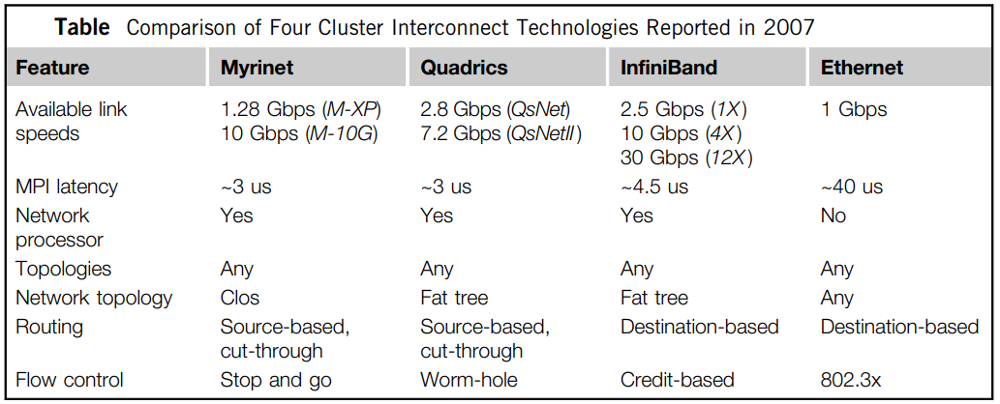 Table Comparison of Four Cluster Interconnect Technologies Reported in 2007
Feature Myrinet Quadrics InfiniBand Ethernet
Available link 1.28 Gbps (M-XP) 2.8 Gbps (QsNet) 2.5 Gbps (1X) 1 Gbps
speeds 10 Gbps (M-10G) 7.2 Gbps (QsNetII) 10 Gbps (4X)
30 Gbps (12X)
MPI latency ~3 us ~3 us ~4.5 us ~40 us
Network Yes Yes Yes No
processor
Topologies Any Any Any Any
Network topology Clos Fat tree Fat tree Any
Routing Source-based, Source-based, Destination-based Destination-based
cut-through cut-through
Flow control Stop and go Worm-hole Credit-based 802.3x